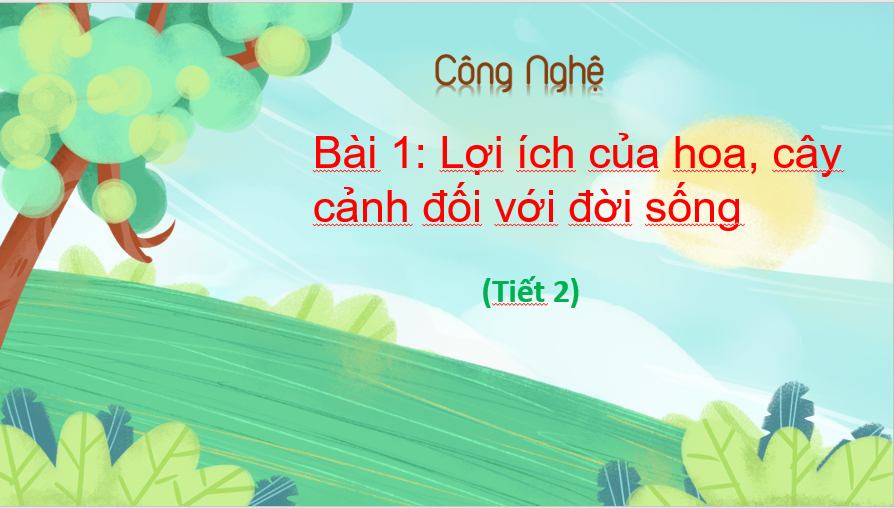 Công Nghệ
Bài 1: Lợi ích của hoa, cây
cảnh đối với đời sống
(Tiết 2)